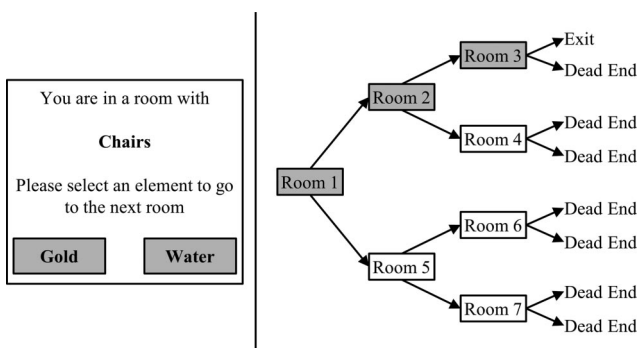 You are in a room with
Chairs
Please select an element to go
to the next room
Gold
Water
Room 1
Room 2
Room 3
Exit
Dead End
Room 4
Dead End
Dead End
Room 5
Room 6
Dead End
Dead End
Room 7
Dead End
Dead End